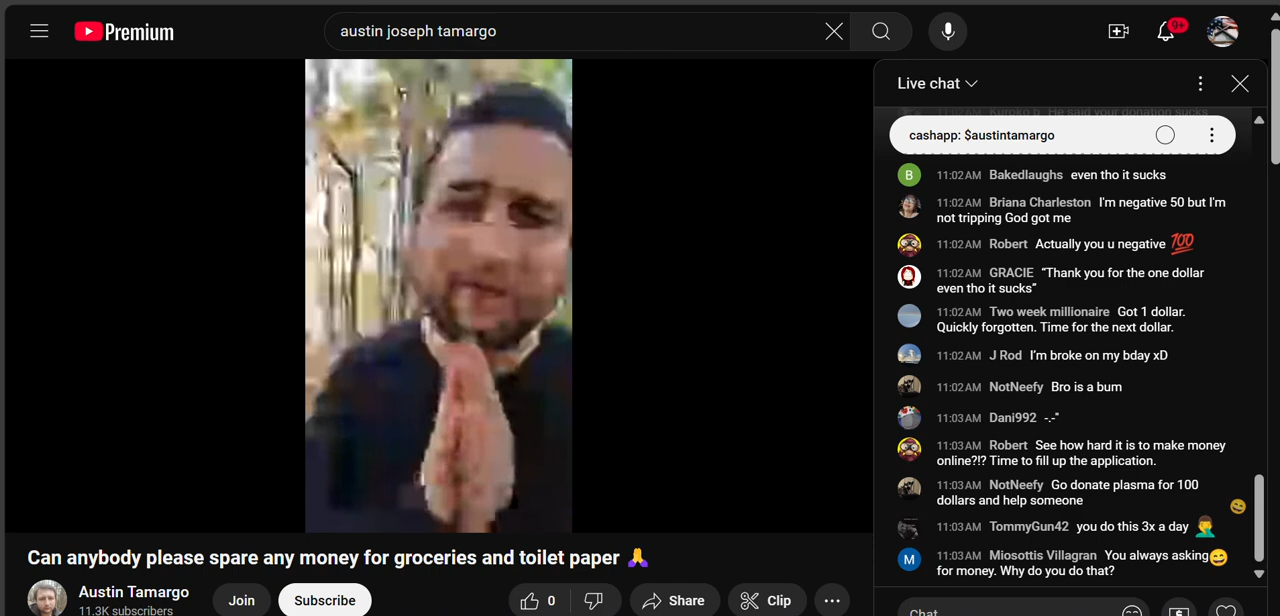 Premium
austin joseph tamargo
9+
Live chat
Kuroko b He said your donation sucks
cashapp: $austintamargo
B 11:02 AM Bakedlaughs even tho it sucks
11:02 AM Briana Charleston I'm negative 50 but I'm
not tripping God got me
11:02 AM Robert Actually you u negative 100
11:02 AM GRACIE “Thank you for the one dollar
even tho it sucks”
11:02 AM Two week millionaire Got 1 dollar.
Quickly forgotten. Time for the next dollar.
11:02 AM J Rod I’m broke on my bday xD
11:02 AM NotNeefy Bro is a bum
11:03 AM Dani992 -.-"
11:03 AM Robert See how hard it is to make money
online?!? Time to fill up the application.
11:03 AM NotNeefy Go donate plasma for 100
dollars and help someone
11:03 AM TommyGun42 you do this 3x a day 🤦‍♂️
M 11:03 AM Miosottis Villagran You always asking😊
for money. Why do you do that?
Chat...
Can anybody please spare any money for groceries and toilet paper 🙏
Austin Tamargo
11.3K subscribers
Join
Subscribe
0
Share
Clip